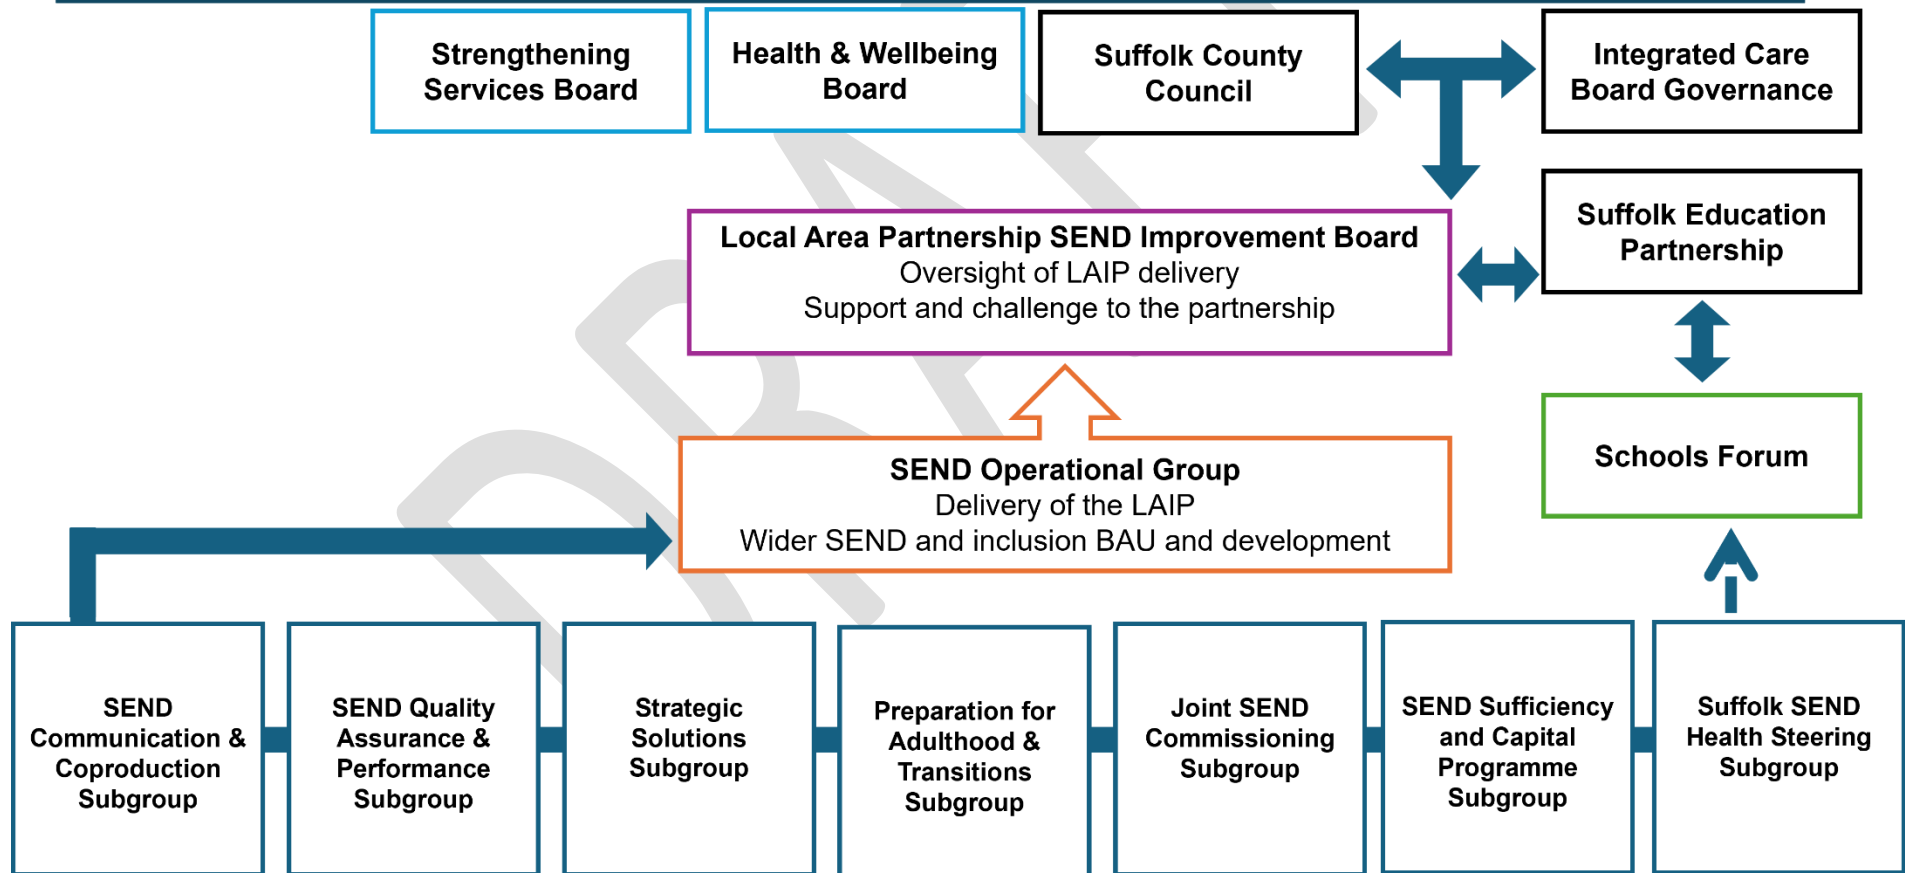 Strengthening
Services Board
Health & Wellbeing
Board
Suffolk County
Council
Integrated Care
Board Governance
Local Area Partnership SEND Improvement Board
Oversight of LAIP delivery
Support and challenge to the partnership
Suffolk Education
Partnership
SEND Operational Group
Delivery of the LAIP
Wider SEND and inclusion BAU and development
Schools Forum
SEND
Communication &
Coproduction
Subgroup
SEND Quality
Assurance &
Performance
Subgroup
Strategic
Solutions
Subgroup
Preparation for
Adulthood &
Transitions
Subgroup
Joint SEND
Commissioning
Subgroup
SEND Sufficiency
and Capital
Programme
Subgroup
Suffolk SEND
Health Steering
Subgroup
DRAFT